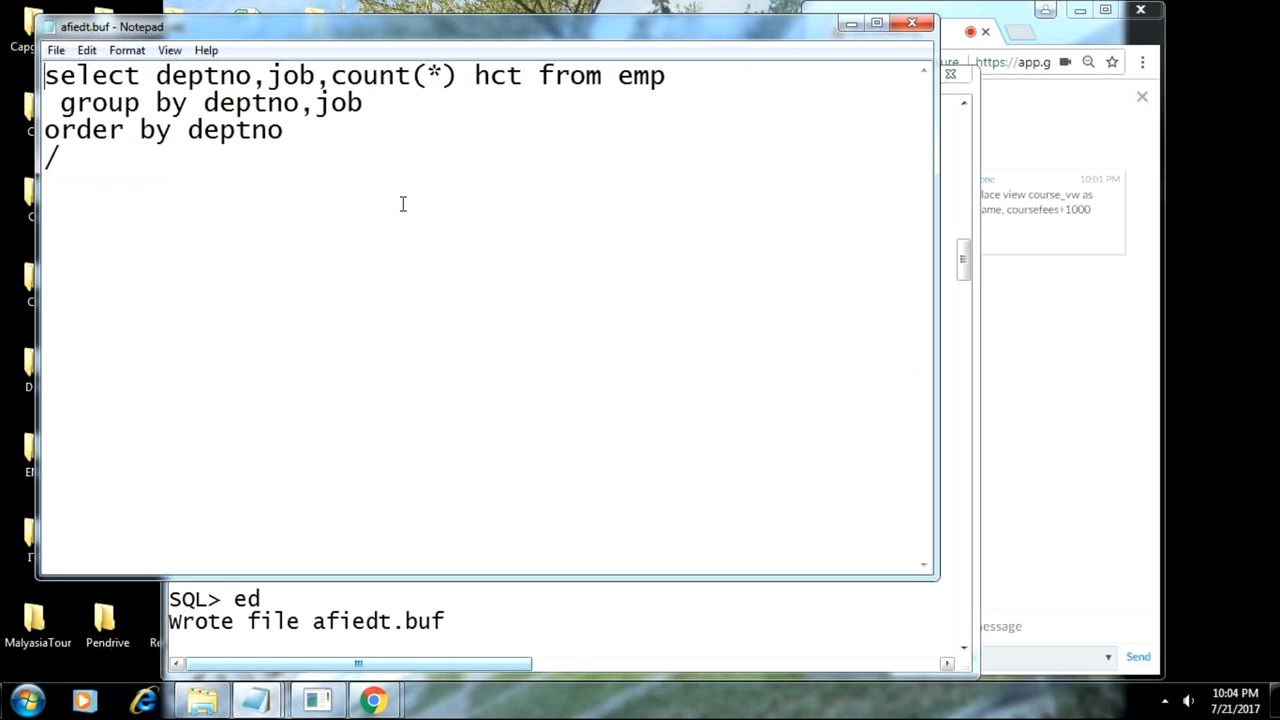 afiedt.buf - Notepad
File Edit Format View Help
select deptno,job,count(*) hct from emp
 group by deptno,job
order by deptno
/
https://app.g
10:01 PM
lace view course_vw as
ame, coursefees+1000
SQL> ed
Wrote file afiedt.buf
essage
Send
MalyasiaTour
Pendrive
10:04 PM
7/21/2017